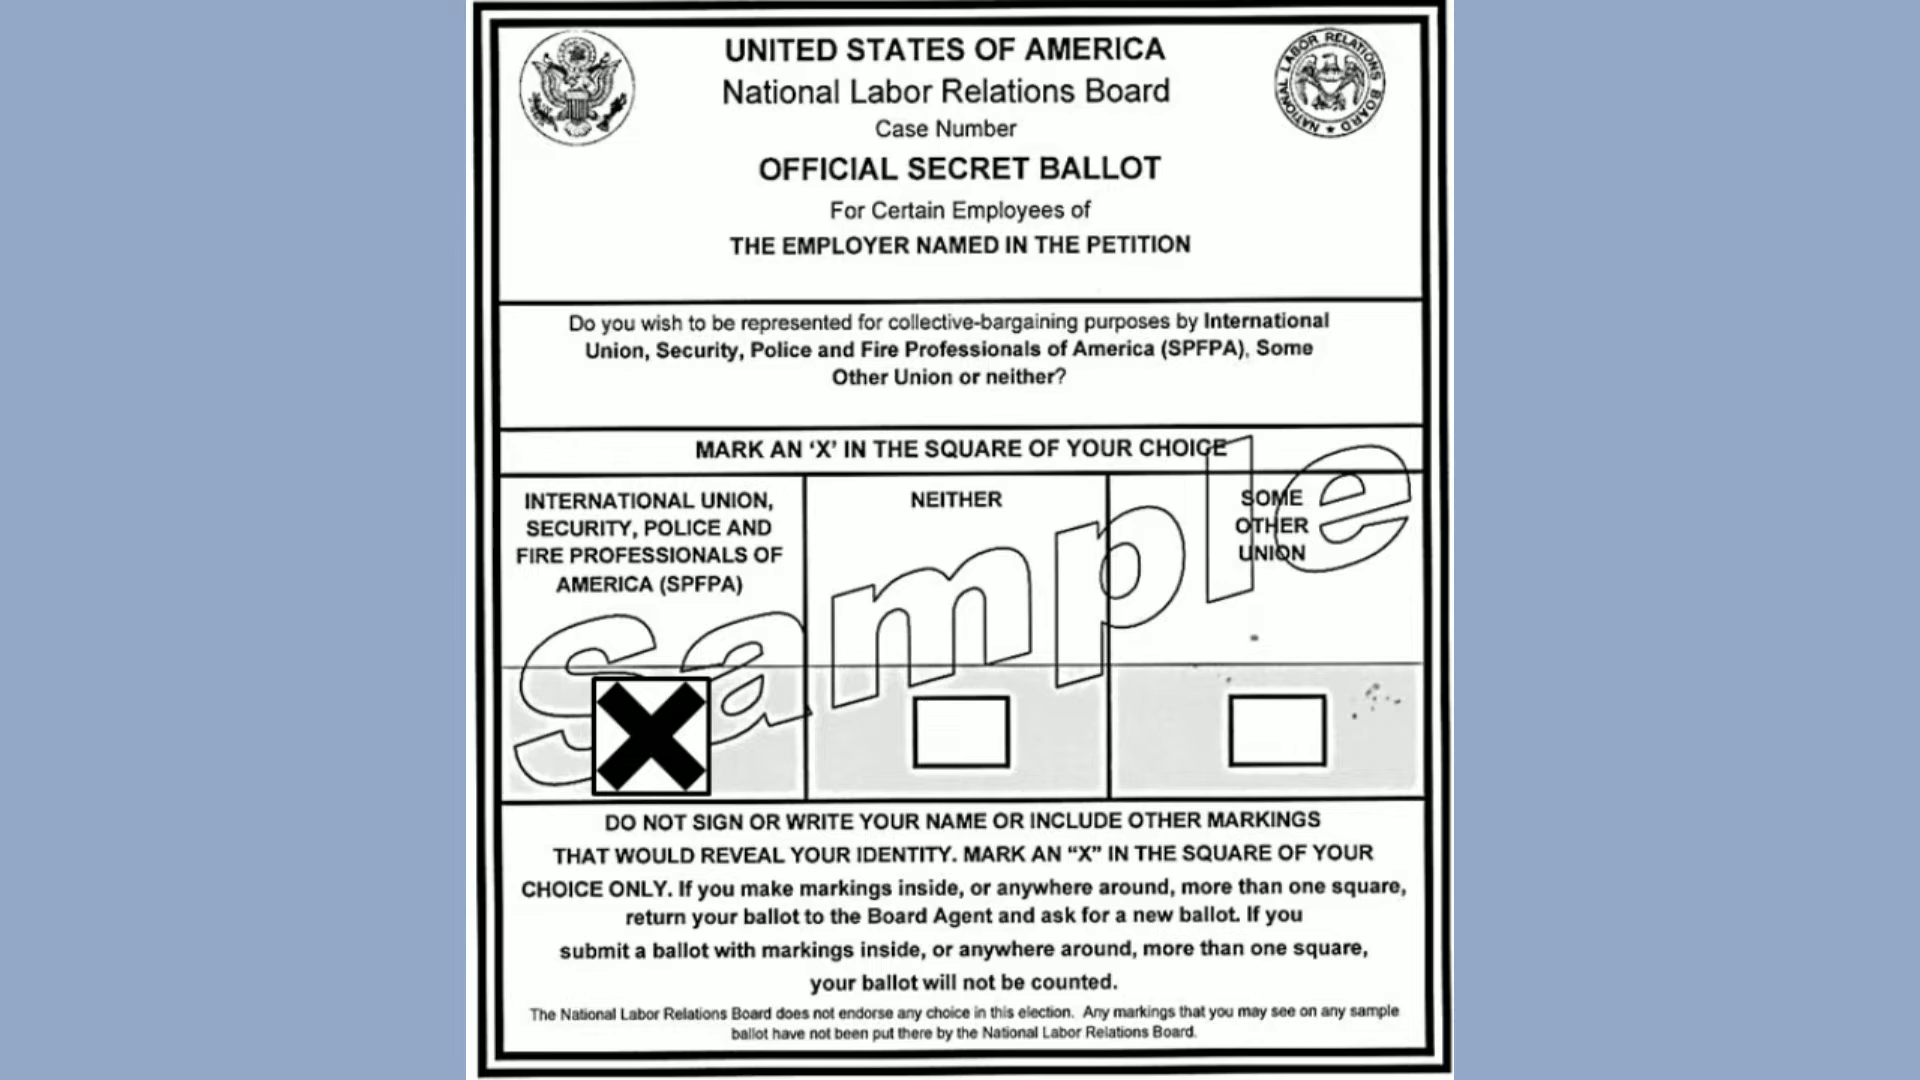 UNITED STATES OF AMERICA
National Labor Relations Board
Case Number
OFFICIAL SECRET BALLOT
For Certain Employees of
THE EMPLOYER NAMED IN THE PETITION
NATIONAL LABOR RELATIONS BOARD
Do you wish to be represented for collective-bargaining purposes by International
Union, Security, Police and Fire Professionals of America (SPFPA), Some
Other Union or neither?
MARK AN ‘X’ IN THE SQUARE OF YOUR CHOICE
INTERNATIONAL UNION,
SECURITY, POLICE AND
FIRE PROFESSIONALS OF
AMERICA (SPFPA)
NEITHER
SOME
OTHER
UNION
Sample
DO NOT SIGN OR WRITE YOUR NAME OR INCLUDE OTHER MARKINGS
THAT WOULD REVEAL YOUR IDENTITY. MARK AN “X” IN THE SQUARE OF YOUR
CHOICE ONLY. If you make markings inside, or anywhere around, more than one square,
return your ballot to the Board Agent and ask for a new ballot. If you
submit a ballot with markings inside, or anywhere around, more than one square,
your ballot will not be counted.
The National Labor Relations Board does not endorse any choice in this election. Any markings that you may see on any sample
ballot have not been put there by the National Labor Relations Board.